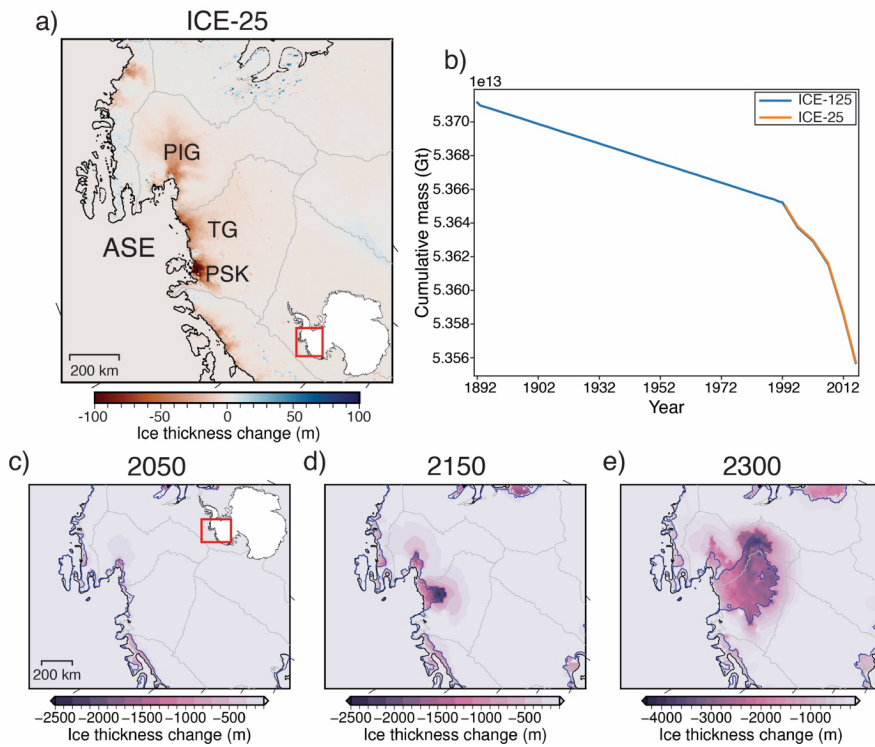 ICE-25
a)
PIG
TG
ASE
PSK
200 km
-100 -50 0 50 100
Ice thickness change (m)
b)
1e13
5.370
5.368
5.366
5.364
5.362
5.360
5.358
5.356
Cumulative mass (Gt)
ICE-125
ICE-25
1892 1902 1932 1952 1972 1992 2012
Year
c) 2050
200 km
−2500 −2000 −1500 −1000 −500
Ice thickness change (m)
d) 2150
−2500 −2000 −1500 −1000 −500
Ice thickness change (m)
e) 2300
−4000 −3000 −2000 −1000
Ice thickness change (m)